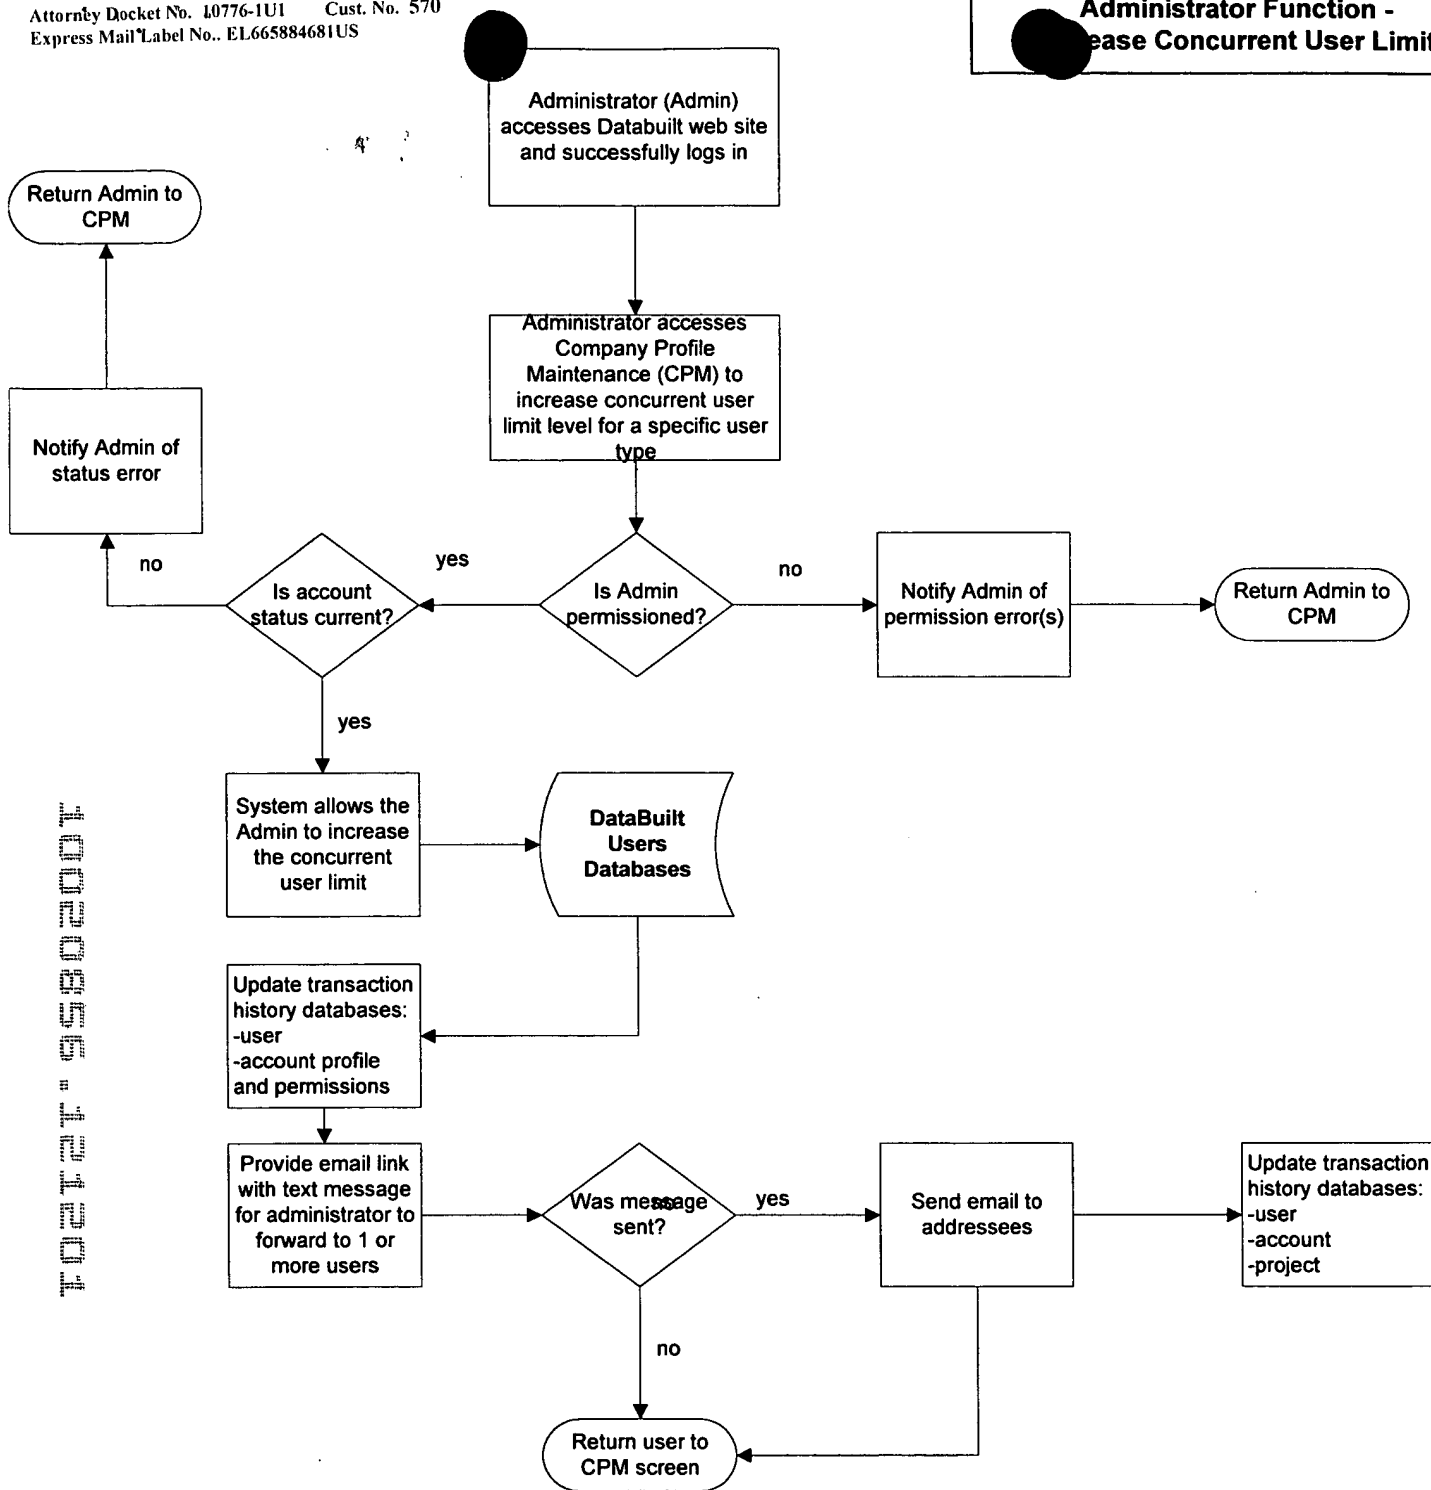 Attorney Docket No. 10776-1U1 Cust. No. 570
Express Mail Label No.. EL665884681US
Administrator Function -
ease Concurrent User Limit
Administrator (Admin)
accesses Databuilt web site
and successfully logs in
Return Admin to
CPM
Administrator accesses
Company Profile
Maintenance (CPM) to
increase concurrent user
limit level for a specific user
type
Notify Admin of
status error
no
Is account
status current?
yes
Is Admin
permissioned?
no
Notify Admin of
permission error(s)
Return Admin to
CPM
yes
System allows the
Admin to increase
the concurrent
user limit
DataBuilt
Users
Databases
Update transaction
history databases:
-user
-account profile
and permissions
Provide email link
with text message
for administrator to
forward to 1 or
more users
Was message
sent?
no
yes
Send email to
addressees
Update transaction
history databases:
-user
-account
-project
no
Return user to
CPM screen
10020856.121201